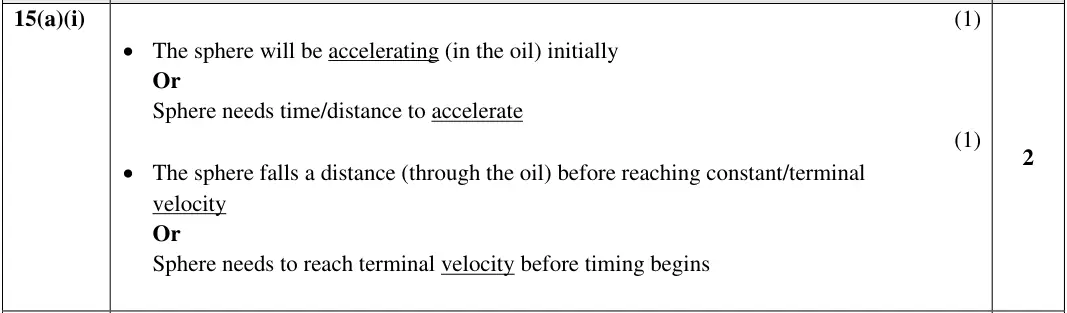 15(a)(i)
(1)
• The sphere will be accelerating (in the oil) initially
Or
Sphere needs time/distance to accelerate
(1)
• The sphere falls a distance (through the oil) before reaching constant/terminal
velocity
Or
Sphere needs to reach terminal velocity before timing begins
2